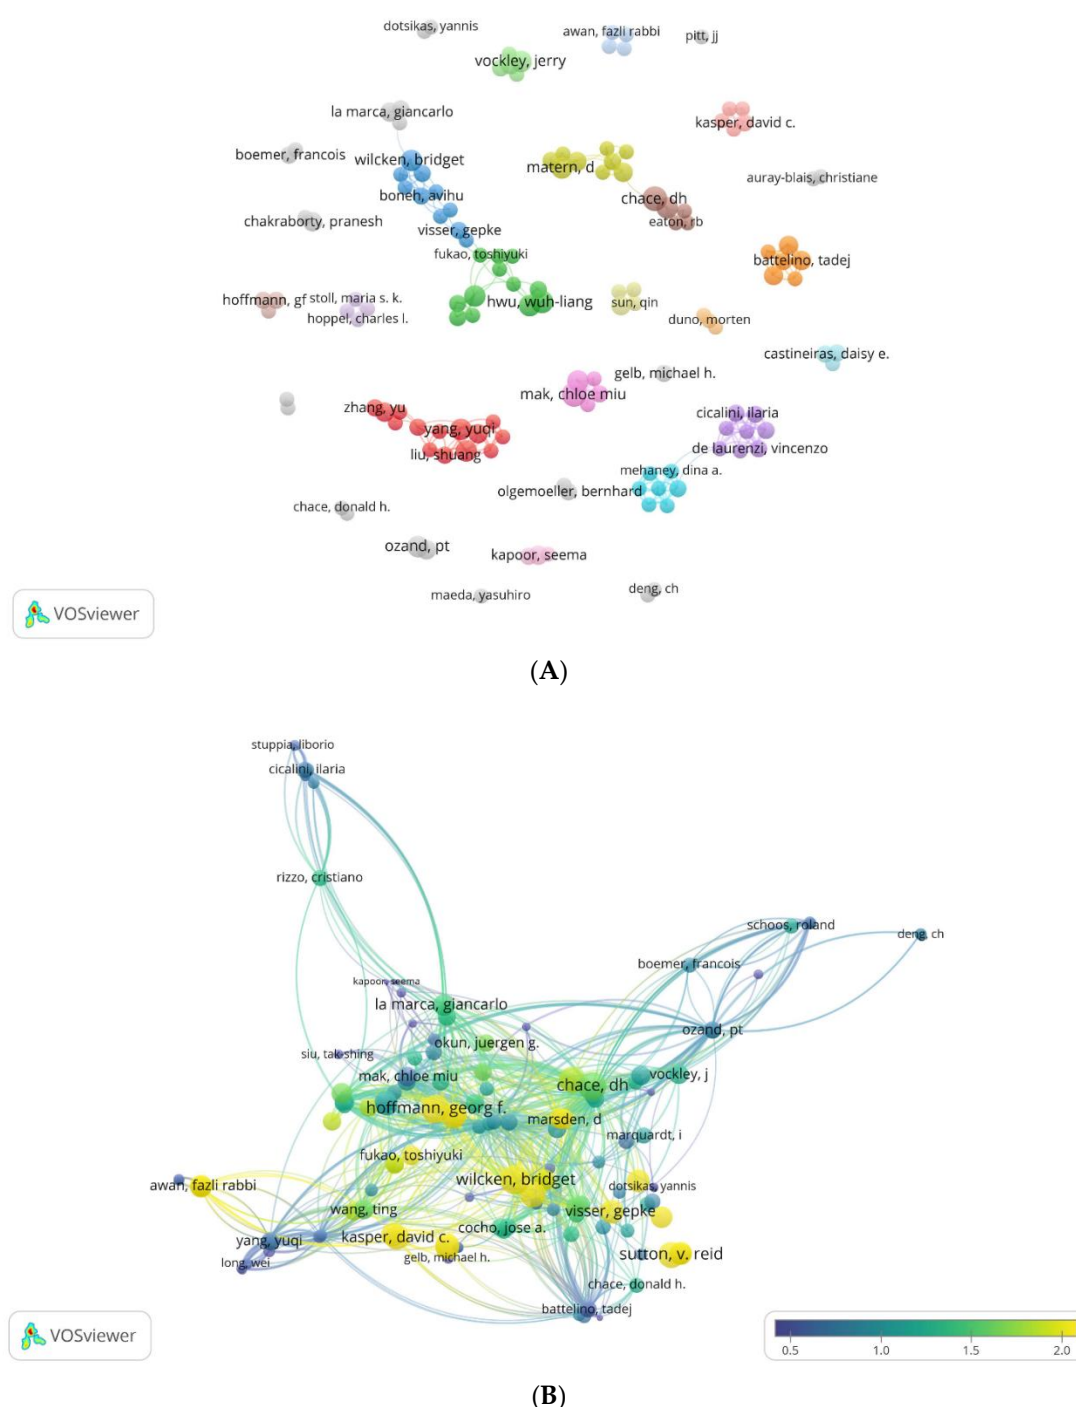 dotsikas, yannis
awan, fazli rabbi
pitt, jj
vockley, jerry
la marca, giancarlo
kasper, david c.
boemer, francois
wilcken, bridget
matern, d
auray-blais, christiane
boneh, avihu
chace, dh
chakraborty, pranesh
eaton, rb
visser, gepke
fukao, toshiyuki
battelino, tadej
hoffmann, gf
stoll, maria s. k.
hwu, wuh-liang
sun, qin
hoppel, charles l.
duno, morten
castineiras, daisy e.
gelb, michael h.
mak, chloe miu
zhang, yu
cicalini, ilaria
yang, yuqi
liu, shuang
de laurenzi, vincenzo
mehaney, dina a.
olgemoeller, bernhard
chace, donald h.
ozand, pt
kapoor, seema
maeda, yasuhiro
deng, ch
VOSviewer
(A)
stuppia, liborio
cicalini, ilaria
rizzo, cristiano
schoos, roland
deng, ch
boemer, francois
kapoor, seema
la marca, giancarlo
ozand, pt
okun, juergen g.
siu, tak-shing
mak, chloe miu
vockley, j
chace, dh
hoffmann, georg f.
marsden, d
marquardt, i
fukao, toshiyuki
wilcken, bridget
awan, fazli rabbi
dotsikas, yannis
wang, ting
visser, gepke
cocho, jose a.
yang, yuqi
kasper, david c.
sutton, v. reid
gelb, michael h.
long, wei
chace, donald h.
battelino, tadej
VOSviewer
0.5
1.0
1.5
2.0
(B)